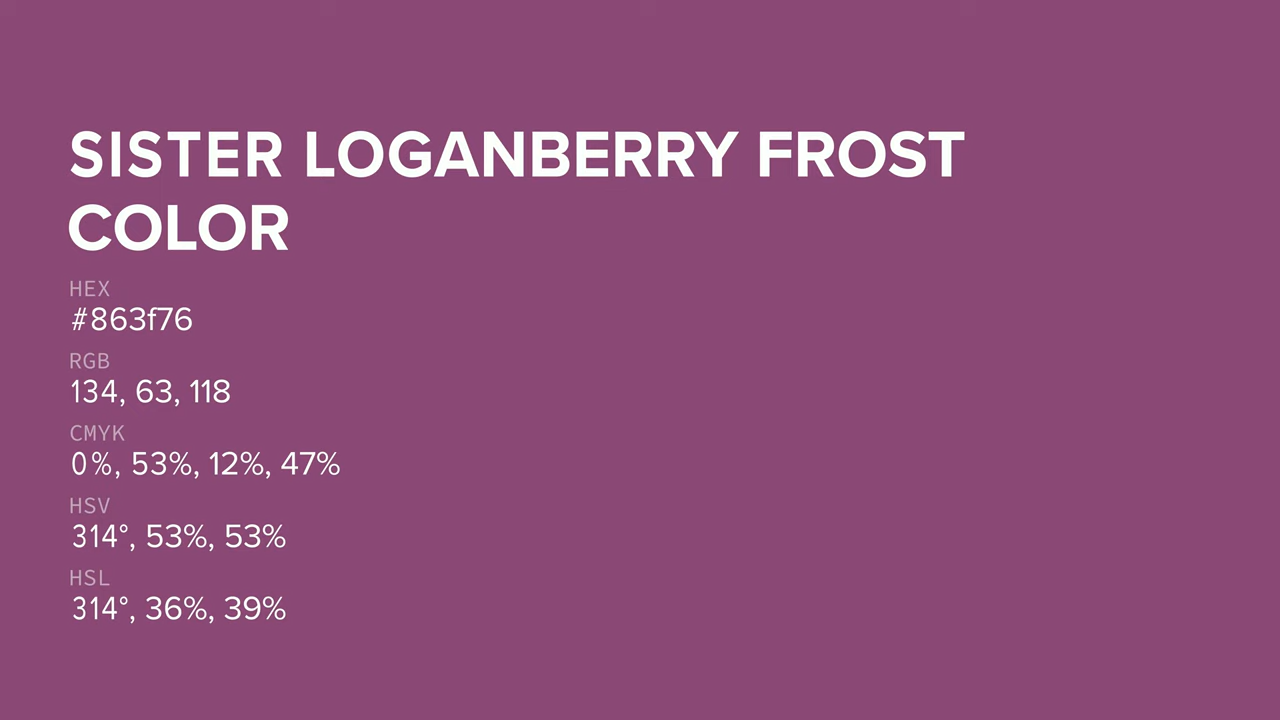 SISTER LOGANBERRY FROST
COLOR
HEX
#863f76
RGB
134, 63, 118
CMYK
0%, 53%, 12%, 47%
HSV
314°, 53%, 53%
HSL
314°, 36%, 39%